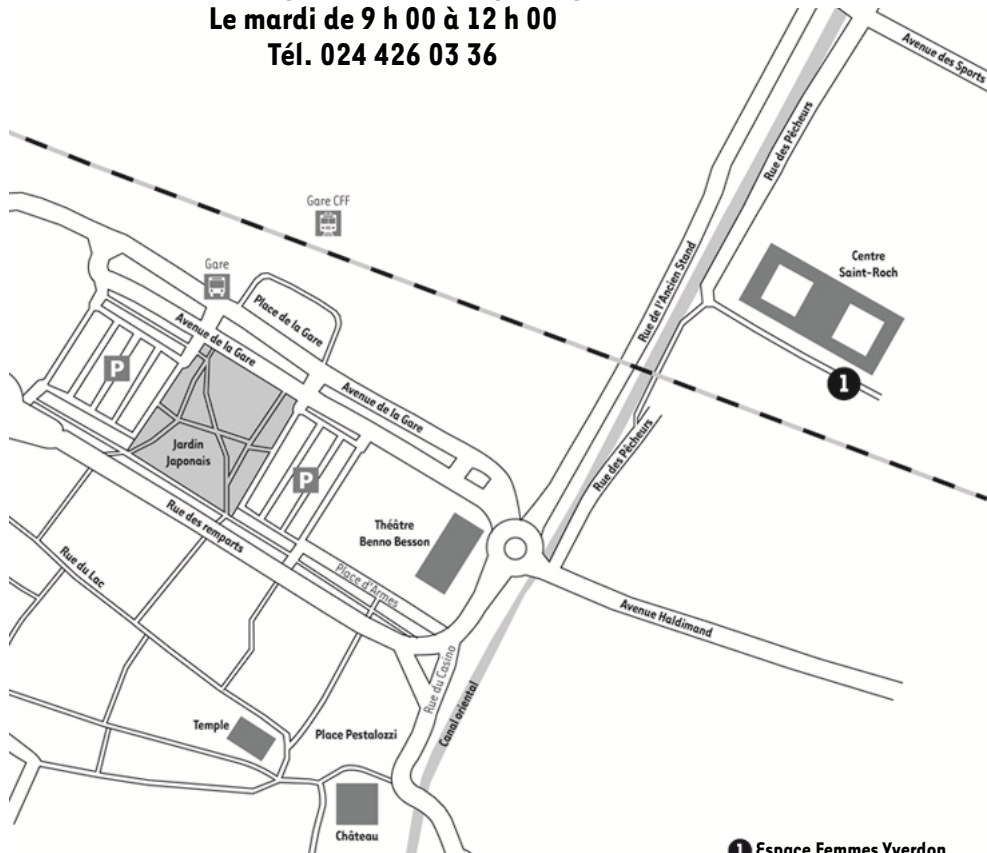 Le mardi de 9 h 00 à 12 h 00
Tél. 024 426 03 36
Avenue des Sports
Rue des Pêcheurs
Gare CFF
Centre
Saint-Roch
Rue de l'Ancien Stand
Gare
Place de la Gare
Avenue de la Gare
P
1
Avenue de la Gare
Jardin
Japonais
P
Rue des Pêcheurs
Rue des remparts
Théâtre
Benno Besson
Rue du Lac
Place d'Armes
Avenue Haldimand
Rue du Casino
Canal oriental
Temple
Place Pestalozzi
Château
1 Espace Femmes Yverdon